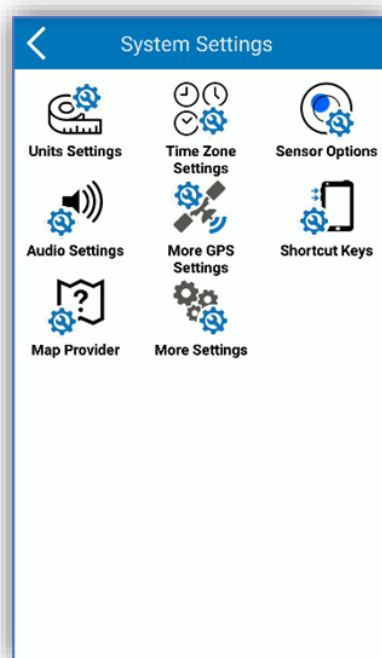 System Settings
Units Settings
Time Zone
Settings
Sensor Options
Audio Settings
More GPS
Settings
Shortcut Keys
?
Map Provider
More Settings